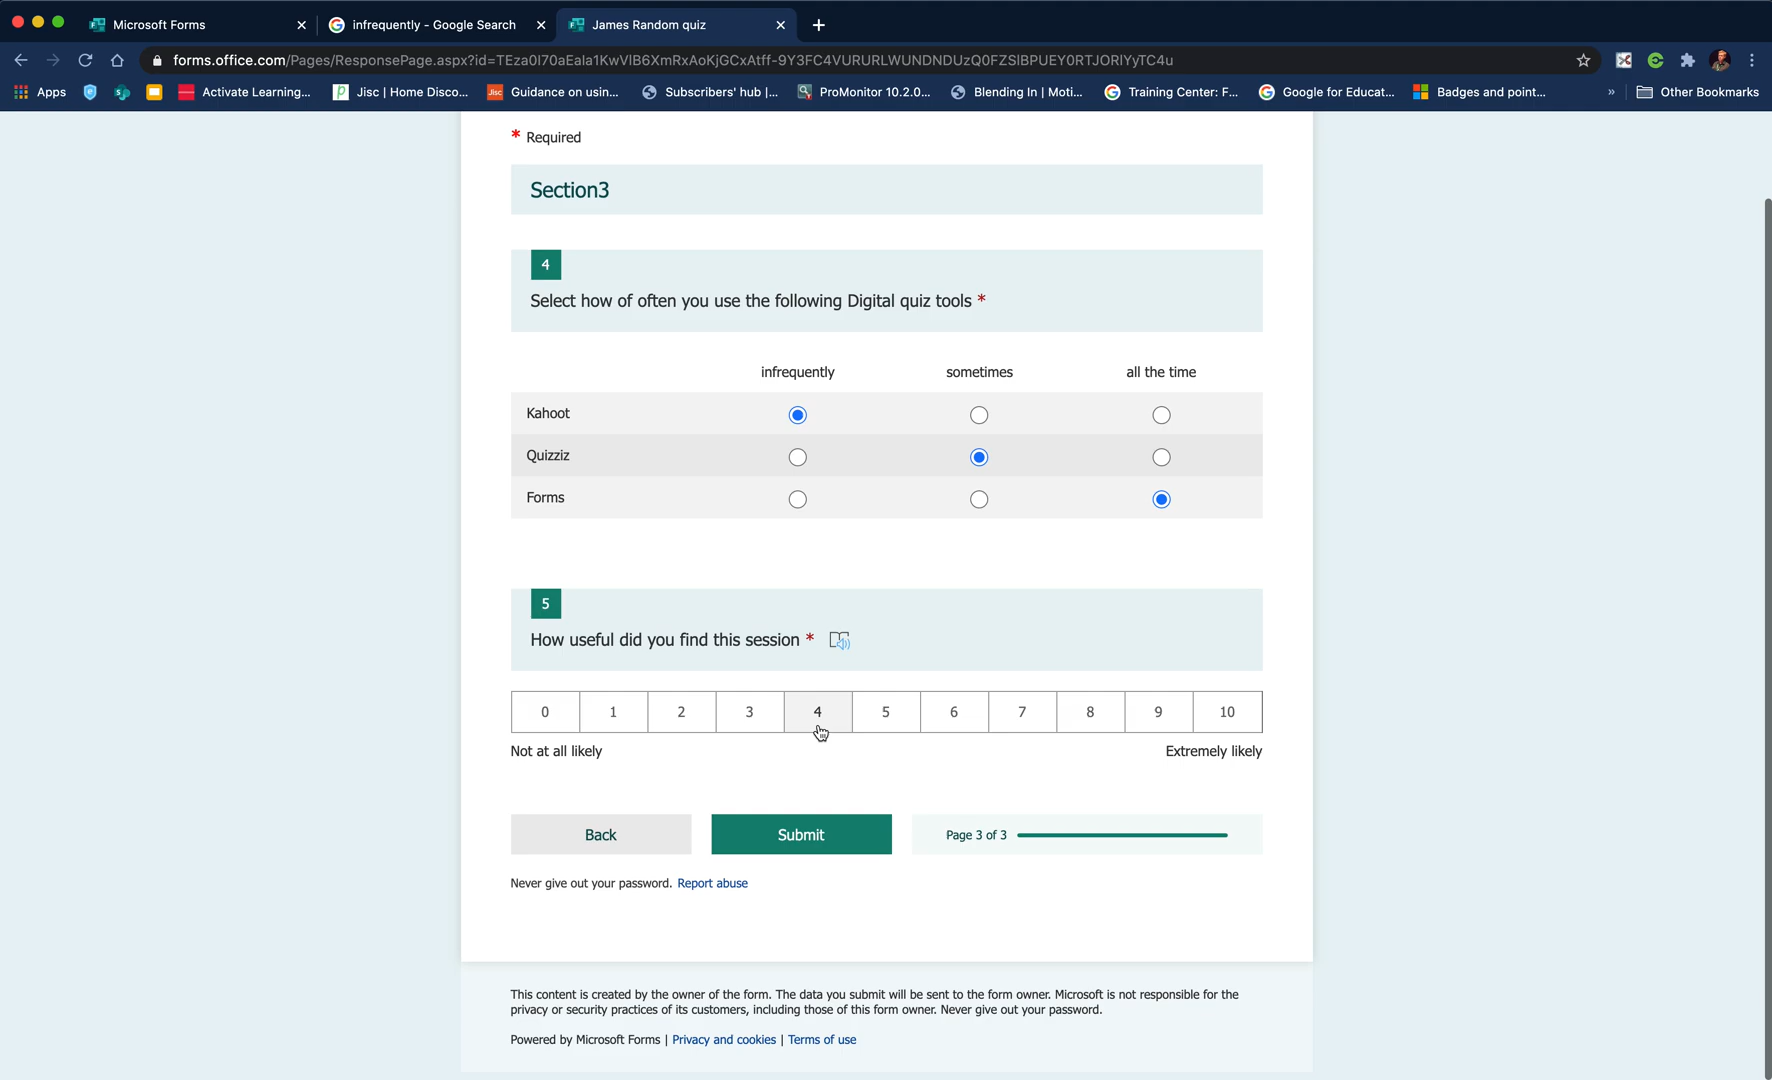 Microsoft Forms
infrequently - Google Search
James Random quiz
forms.office.com/Pages/ResponsePage.aspx?id=TEza0I70aEaIa1KwVlB6XmRxAoKjGCxAtff-9Y3FC4VURURLWUNDNDUzQ0FZSlBPUEY0RTJORlYyTC4u
Apps
Activate Learning...
Jisc | Home Disco...
Jisc
Guidance on usin...
Subscribers' hub |...
ProMonitor 10.2.0...
Blending In | Moti...
Training Center: F...
Google for Educat...
Badges and point...
»
Other Bookmarks
* Required
Section3
4
Select how of often you use the following Digital quiz tools *
infrequently sometimes all the time
Kahoot
Quizziz
Forms
5
How useful did you find this session *
0 1 2 3 4 5 6 7 8 9 10
Not at all likely Extremely likely
Back Submit Page 3 of 3
Never give out your password. Report abuse
This content is created by the owner of the form. The data you submit will be sent to the form owner. Microsoft is not responsible for the
privacy or security practices of its customers, including those of this form owner. Never give out your password.
Powered by Microsoft Forms | Privacy and cookies | Terms of use